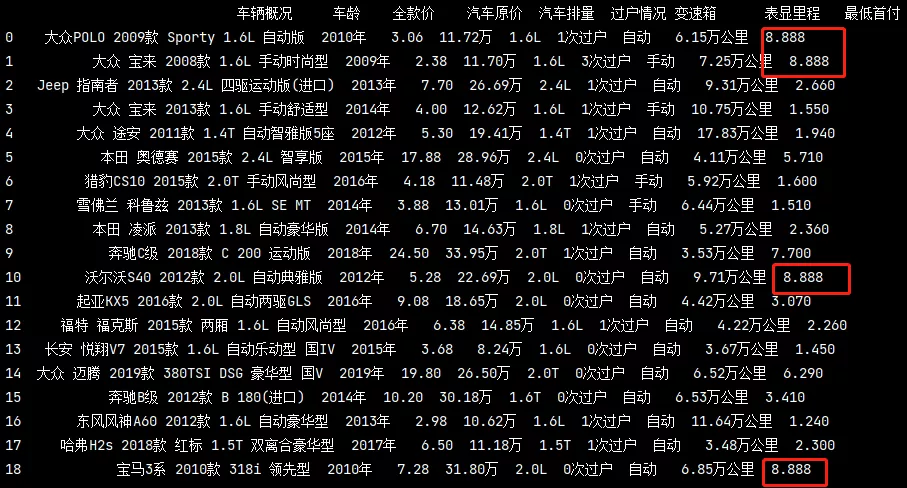 车辆概况 车龄 全款价 汽车原价 汽车排量 过户情况 变速箱 表显里程 最低首付
0 大众POLO 2009款 Sporty 1.6L 自动版 2010年 3.06 11.72万 1.6L 1次过户 自动 6.15万公里 8.888
1 大众 宝来 2008款 1.6L 手动时尚型 2009年 2.38 11.70万 1.6L 3次过户 手动 7.25万公里 8.888
2 Jeep 指南者 2013款 2.4L 四驱运动版(进口) 2013年 7.70 26.69万 2.4L 1次过户 自动 9.31万公里 2.660
3 大众 宝来 2013款 1.6L 手动舒适型 2014年 4.00 12.62万 1.6L 1次过户 手动 10.75万公里 1.550
4 大众 途安 2011款 1.4T 自动智雅版5座 2012年 5.30 19.41万 1.4T 1次过户 自动 17.83万公里 1.940
5 本田 奥德赛 2015款 2.4L 智享版 2015年 17.88 28.96万 2.4L 0次过户 自动 4.11万公里 5.710
6 猎豹CS10 2015款 2.0T 手动风尚型 2016年 4.18 11.48万 2.0T 1次过户 手动 5.92万公里 1.600
7 雪佛兰 科鲁兹 2013款 1.6L SE MT 2014年 3.88 13.01万 1.6L 0次过户 手动 6.44万公里 1.510
8 本田 凌派 2013款 1.8L 自动豪华版 2014年 6.70 14.63万 1.8L 1次过户 自动 5.27万公里 2.360
9 奔驰C级 2018款 C 200 运动版 2018年 24.50 33.95万 2.0T 1次过户 自动 3.53万公里 7.700
10 沃尔沃S40 2012款 2.0L 自动典雅版 2012年 5.28 22.69万 2.0L 0次过户 自动 9.71万公里 8.888
11 起亚KX5 2016款 2.0L 自动两驱GLS 2016年 9.08 18.65万 2.0L 0次过户 自动 4.42万公里 3.070
12 福特 福克斯 2015款 两厢 1.6L 自动风尚型 2016年 6.38 14.85万 1.6L 1次过户 自动 4.22万公里 2.260
13 长安 悦翔V7 2015款 1.6L 自动乐动型 国IV 2015年 3.68 8.24万 1.6L 0次过户 自动 3.67万公里 1.450
14 大众 迈腾 2019款 380TSI DSG 豪华型 国V 2019年 19.80 26.50万 2.0T 0次过户 自动 6.52万公里 6.290
15 奔驰B级 2012款 B 180(进口) 2014年 10.20 30.18万 1.6T 0次过户 自动 6.53万公里 3.410
16 东风风神A60 2012款 1.6L 自动豪华型 2013年 2.98 10.62万 1.6L 1次过户 自动 11.64万公里 1.240
17 哈弗H2s 2018款 红标 1.5T 双离合豪华型 2017年 6.50 11.18万 1.5T 1次过户 自动 3.48万公里 2.300
18 宝马3系 2010款 318i 领先型 2010年 7.28 31.80万 2.0L 0次过户 自动 6.85万公里 8.888